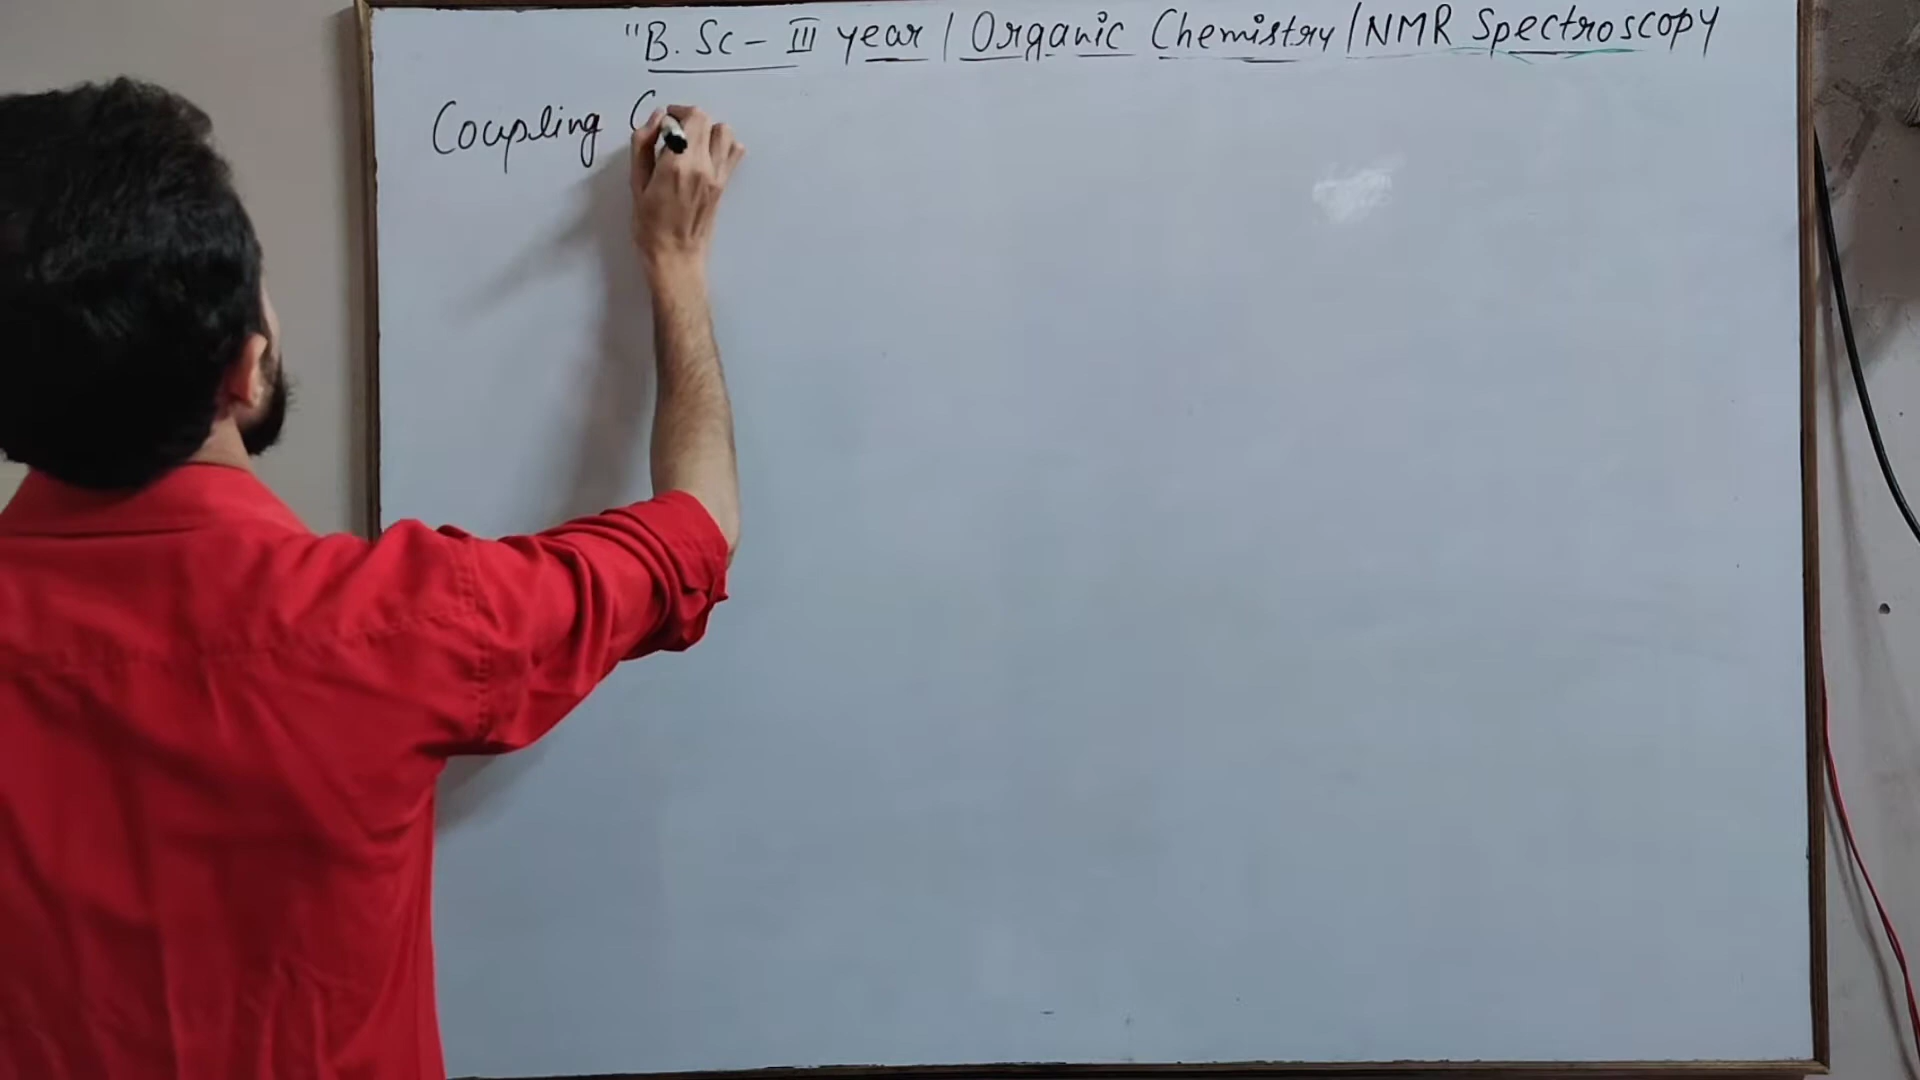 "B.Sc - III year / Organic Chemistry / NMR Spectroscopy
Coupling C